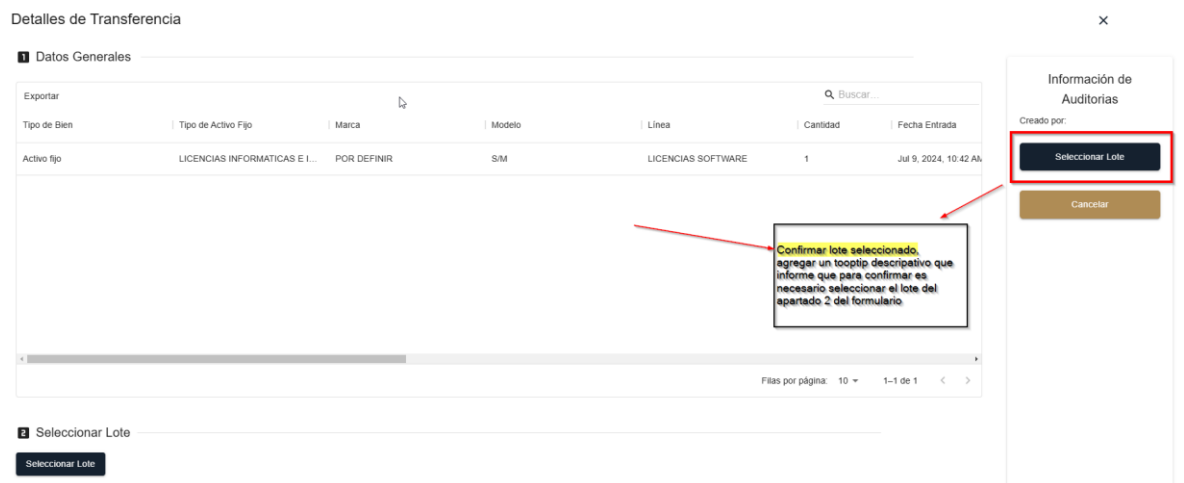 Detalles de Transferencia
1 Datos Generales
Exportar
Buscar...
Tipo de Bien
Tipo de Activo Fijo
Marca
Modelo
Línea
Cantidad
Fecha Entrada
Activo fijo
LICENCIAS INFORMATICAS E I...
POR DEFINIR
S/M
LICENCIAS SOFTWARE
1
Jul 9, 2024, 10:42 AM
Filas por página: 10
1–1 de 1
2 Seleccionar Lote
Seleccionar Lote
Información de
Auditorias
Creado por:
Seleccionar Lote
Cancelar
Confirmar lote seleccionado,
agregar un tooptip descripativo que
informe que para confirmar es
necesario seleccionar el lote del
apartado 2 del formulario